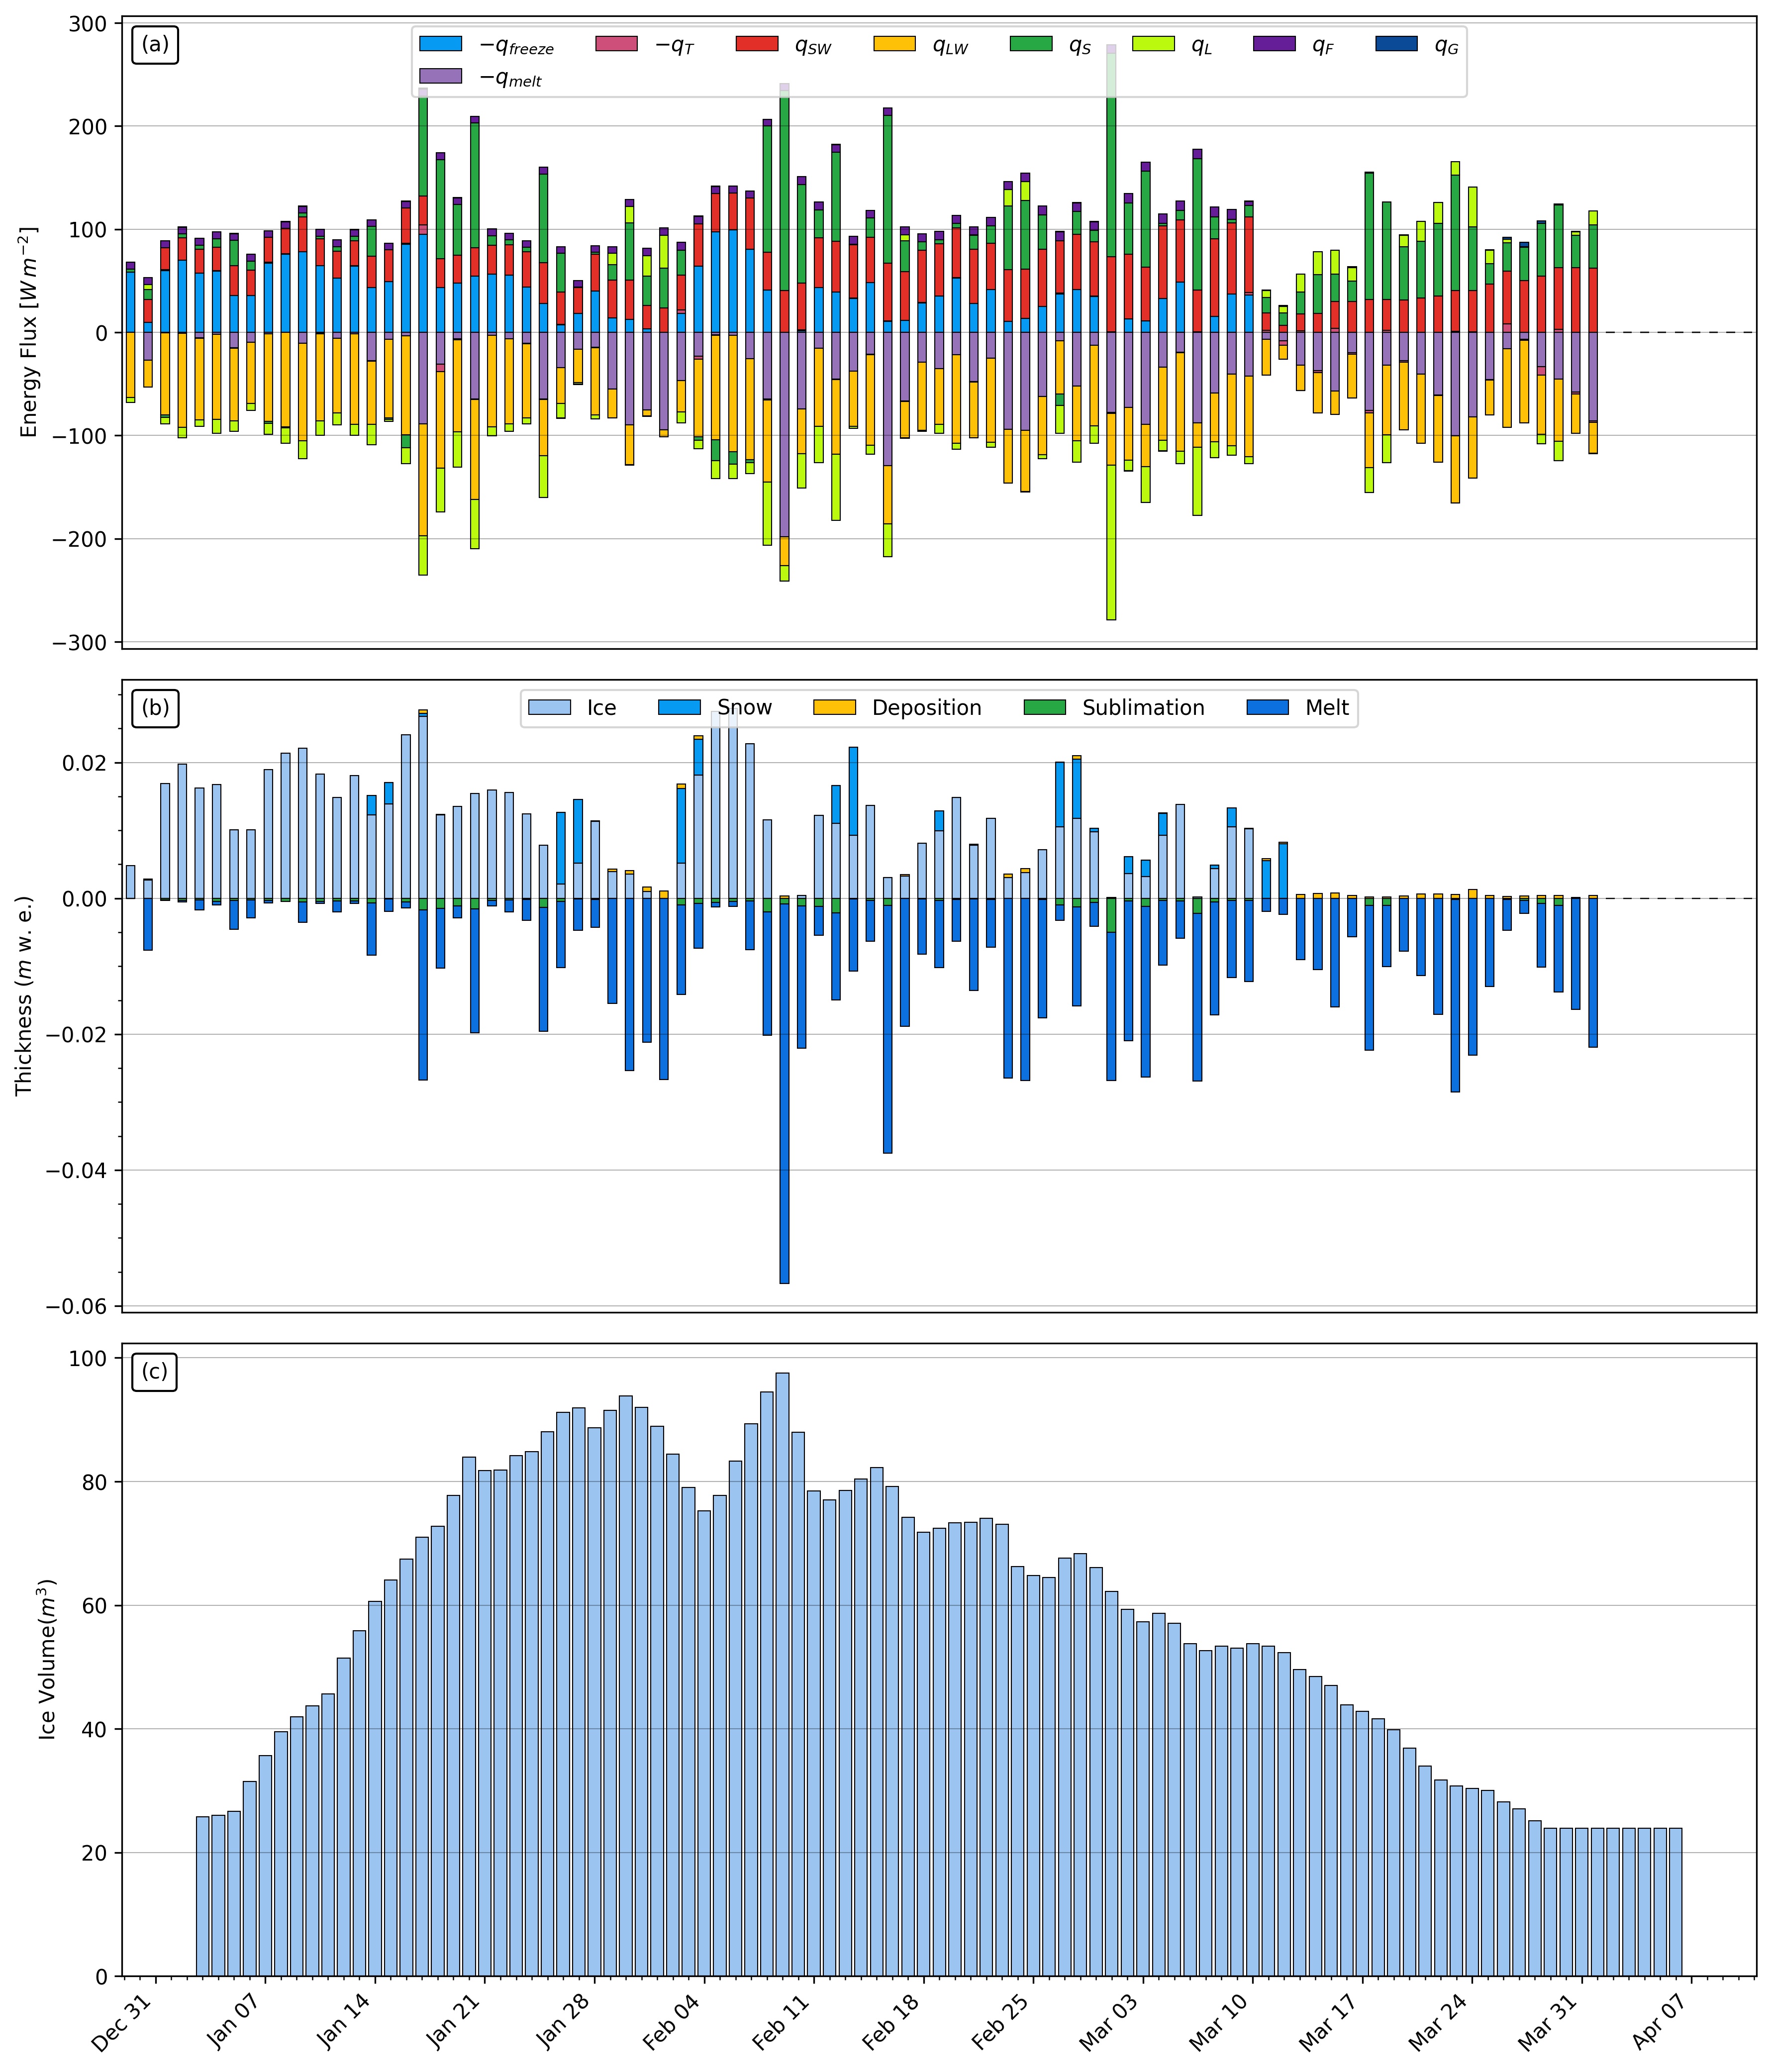 (a)
−q_freeze −q_T q_SW q_LW q_S q_L q_F q_G
−q_melt
300
200
100
0
−100
−200
−300
Energy Flux [W m⁻²]
(b)
Ice Snow Deposition Sublimation Melt
0.02
0.00
−0.02
−0.04
−0.06
Thickness (m w. e.)
(c)
100
80
60
40
20
0
Ice Volume(m³)
Dec 31 Jan 07 Jan 14 Jan 21 Jan 28 Feb 04 Feb 11 Feb 18 Feb 25 Mar 03 Mar 10 Mar 17 Mar 24 Mar 31 Apr 07